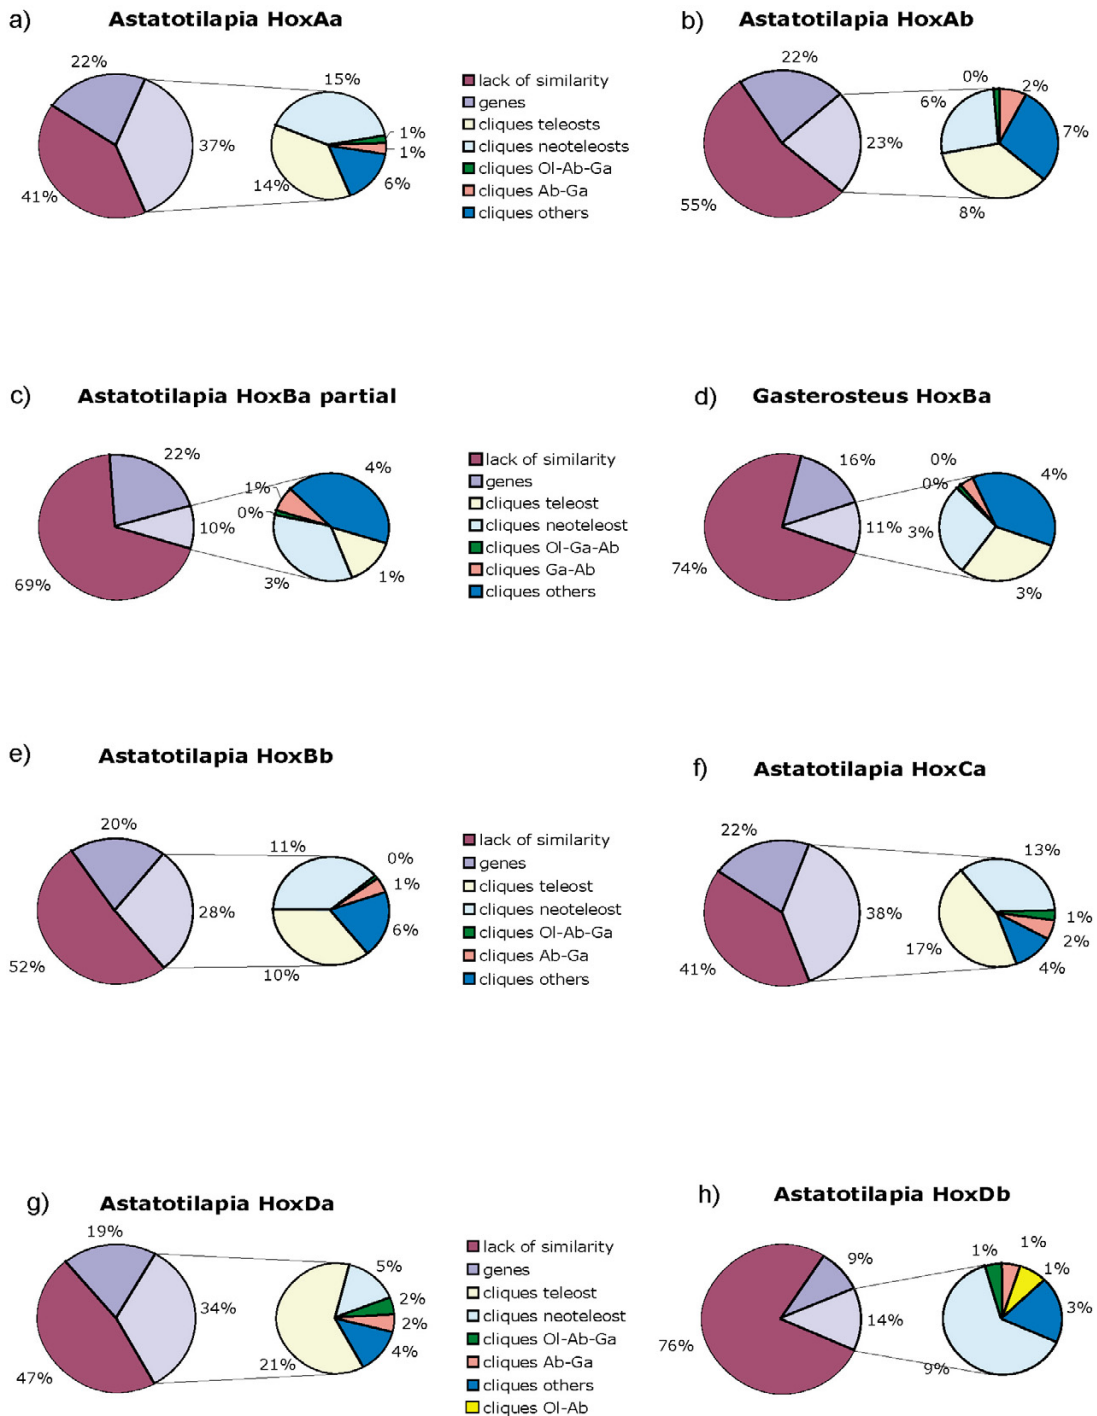 a)
Astatotilapia HoxAa
22%
15%
37%
1%
1%
41%
14%
6%
lack of similarity
genes
cliques teleosts
cliques neoteleosts
cliques Ol-Ab-Ga
cliques Ab-Ga
cliques others
b)
Astatotilapia HoxAb
22%
0%
2%
6%
7%
23%
55%
8%
c)
Astatotilapia HoxBa partial
22%
4%
1%
10%
0%
69%
3%
1%
lack of similarity
genes
cliques teleost
cliques neoteleost
cliques Ol-Ga-Ab
cliques Ga-Ab
cliques others
d)
Gasterosteus HoxBa
16%
0%
4%
0%
11%
3%
74%
3%
e)
Astatotilapia HoxBb
20%
11%
0%
1%
28%
6%
52%
10%
lack of similarity
genes
cliques teleost
cliques neoteleost
cliques Ol-Ab-Ga
cliques Ab-Ga
cliques others
f)
Astatotilapia HoxCa
22%
13%
38%
1%
2%
17%
41%
4%
g)
Astatotilapia HoxDa
19%
5%
34%
2%
2%
4%
21%
47%
lack of similarity
genes
cliques teleost
cliques neoteleost
cliques Ol-Ab-Ga
cliques Ab-Ga
cliques others
cliques Ol-Ab
h)
Astatotilapia HoxDb
9%
1%
1%
1%
3%
14%
76%
9%